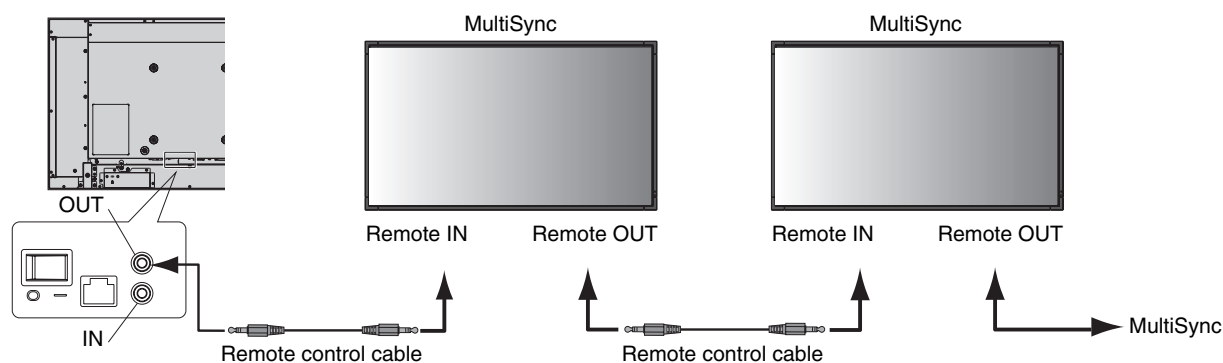 MultiSync
MultiSync
OUT
Remote IN
Remote OUT
Remote IN
Remote OUT
IN
Remote control cable
Remote control cable
MultiSync